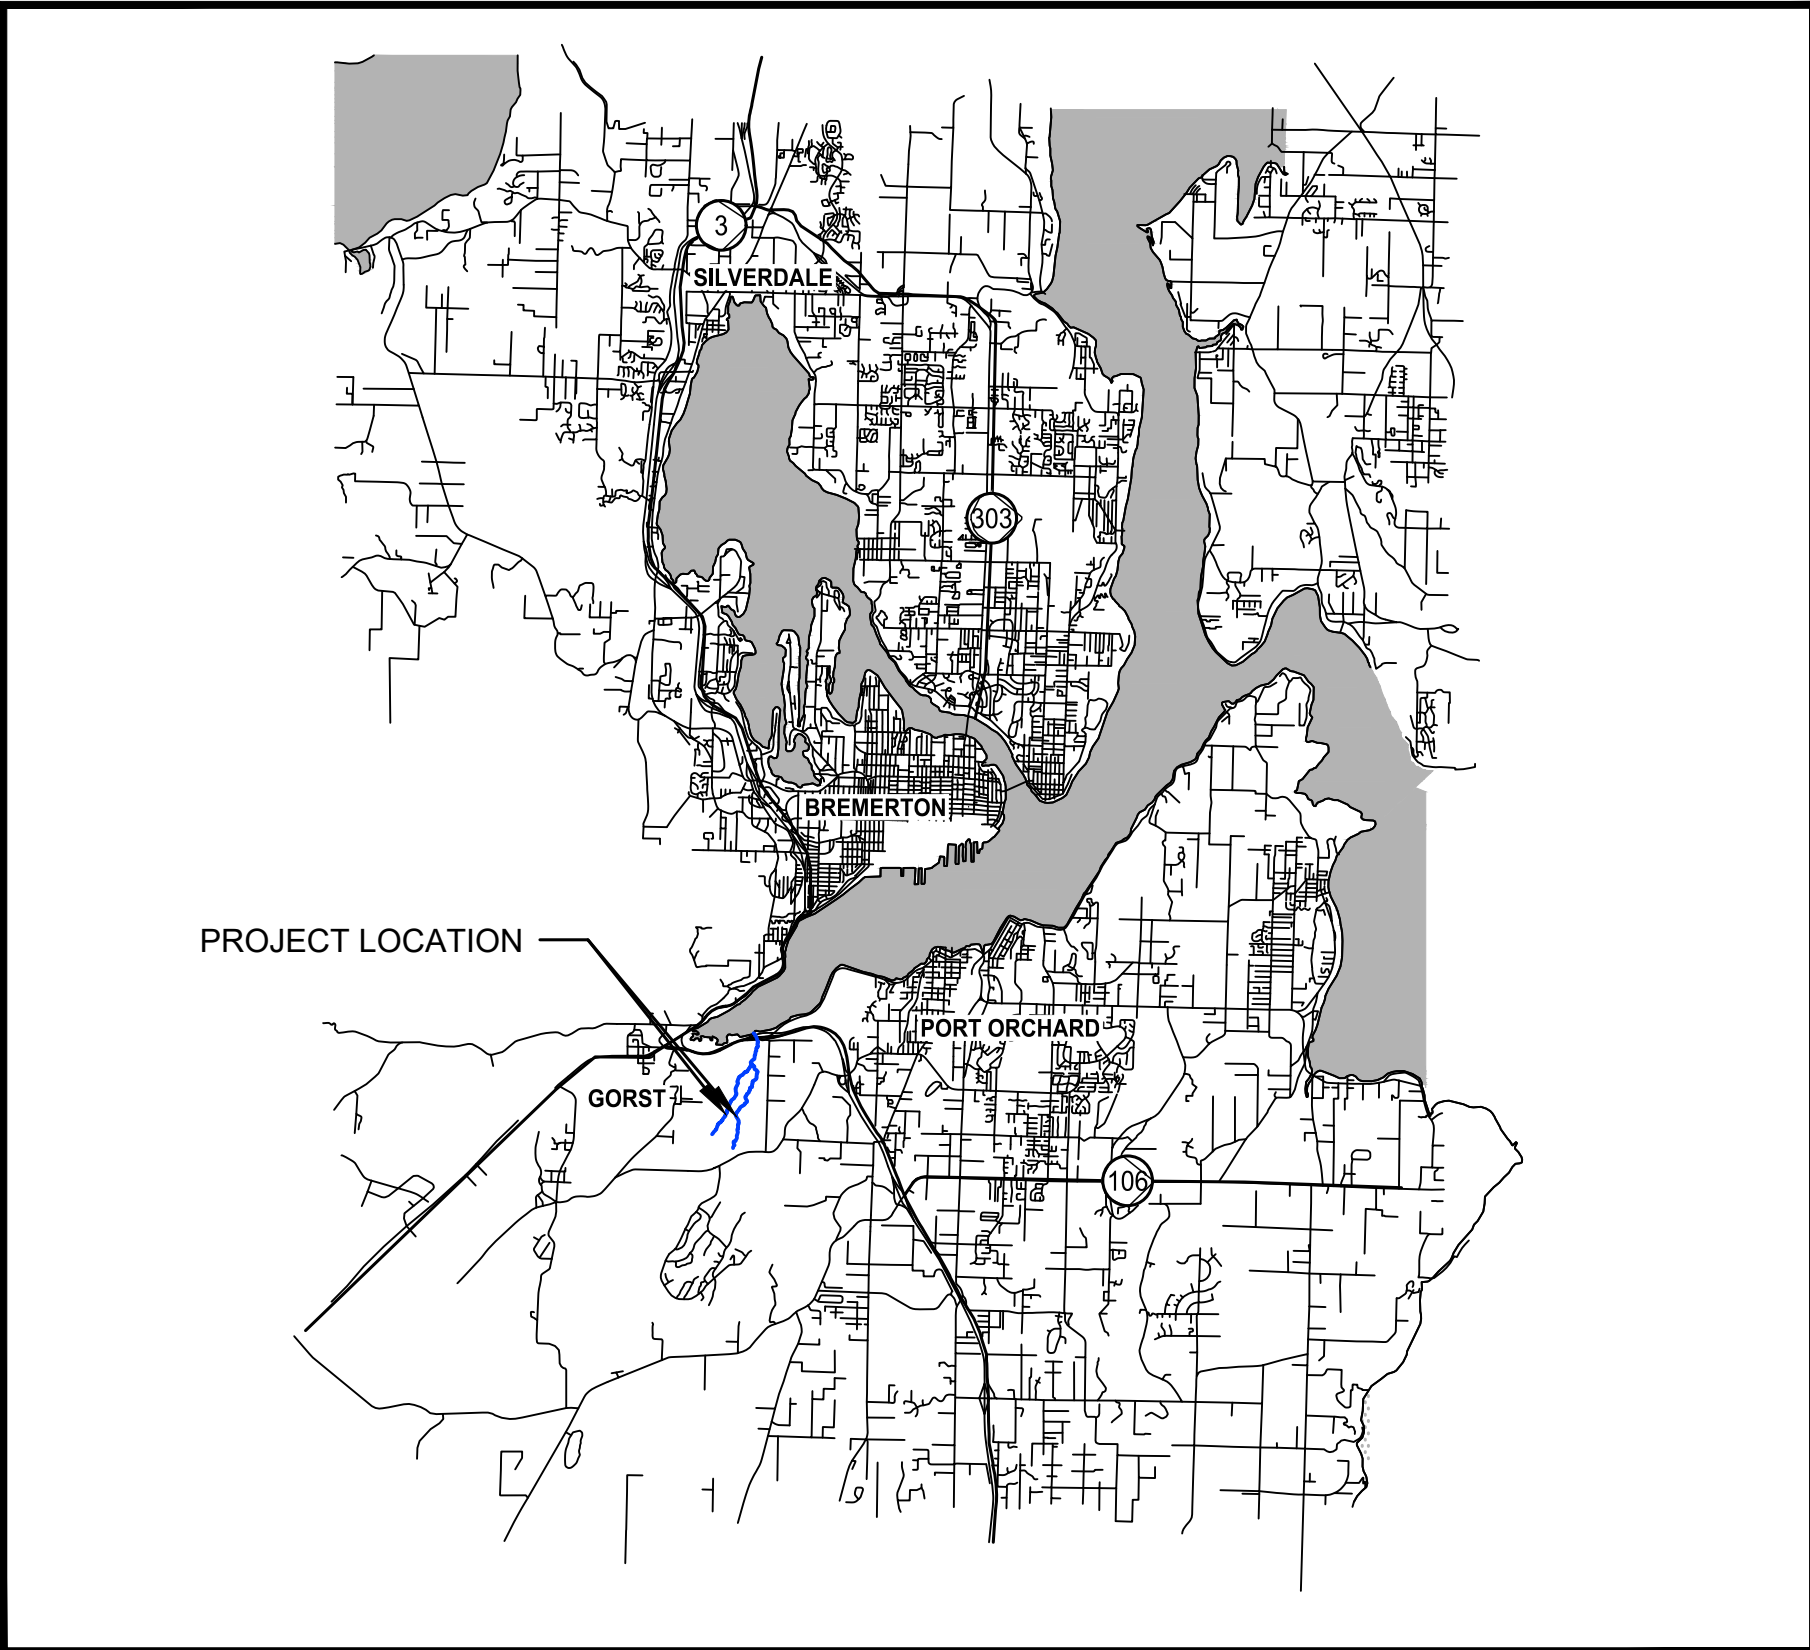 3
SILVERDALE
303
BREMERTON
PROJECT LOCATION
PORT ORCHARD
GORST
106